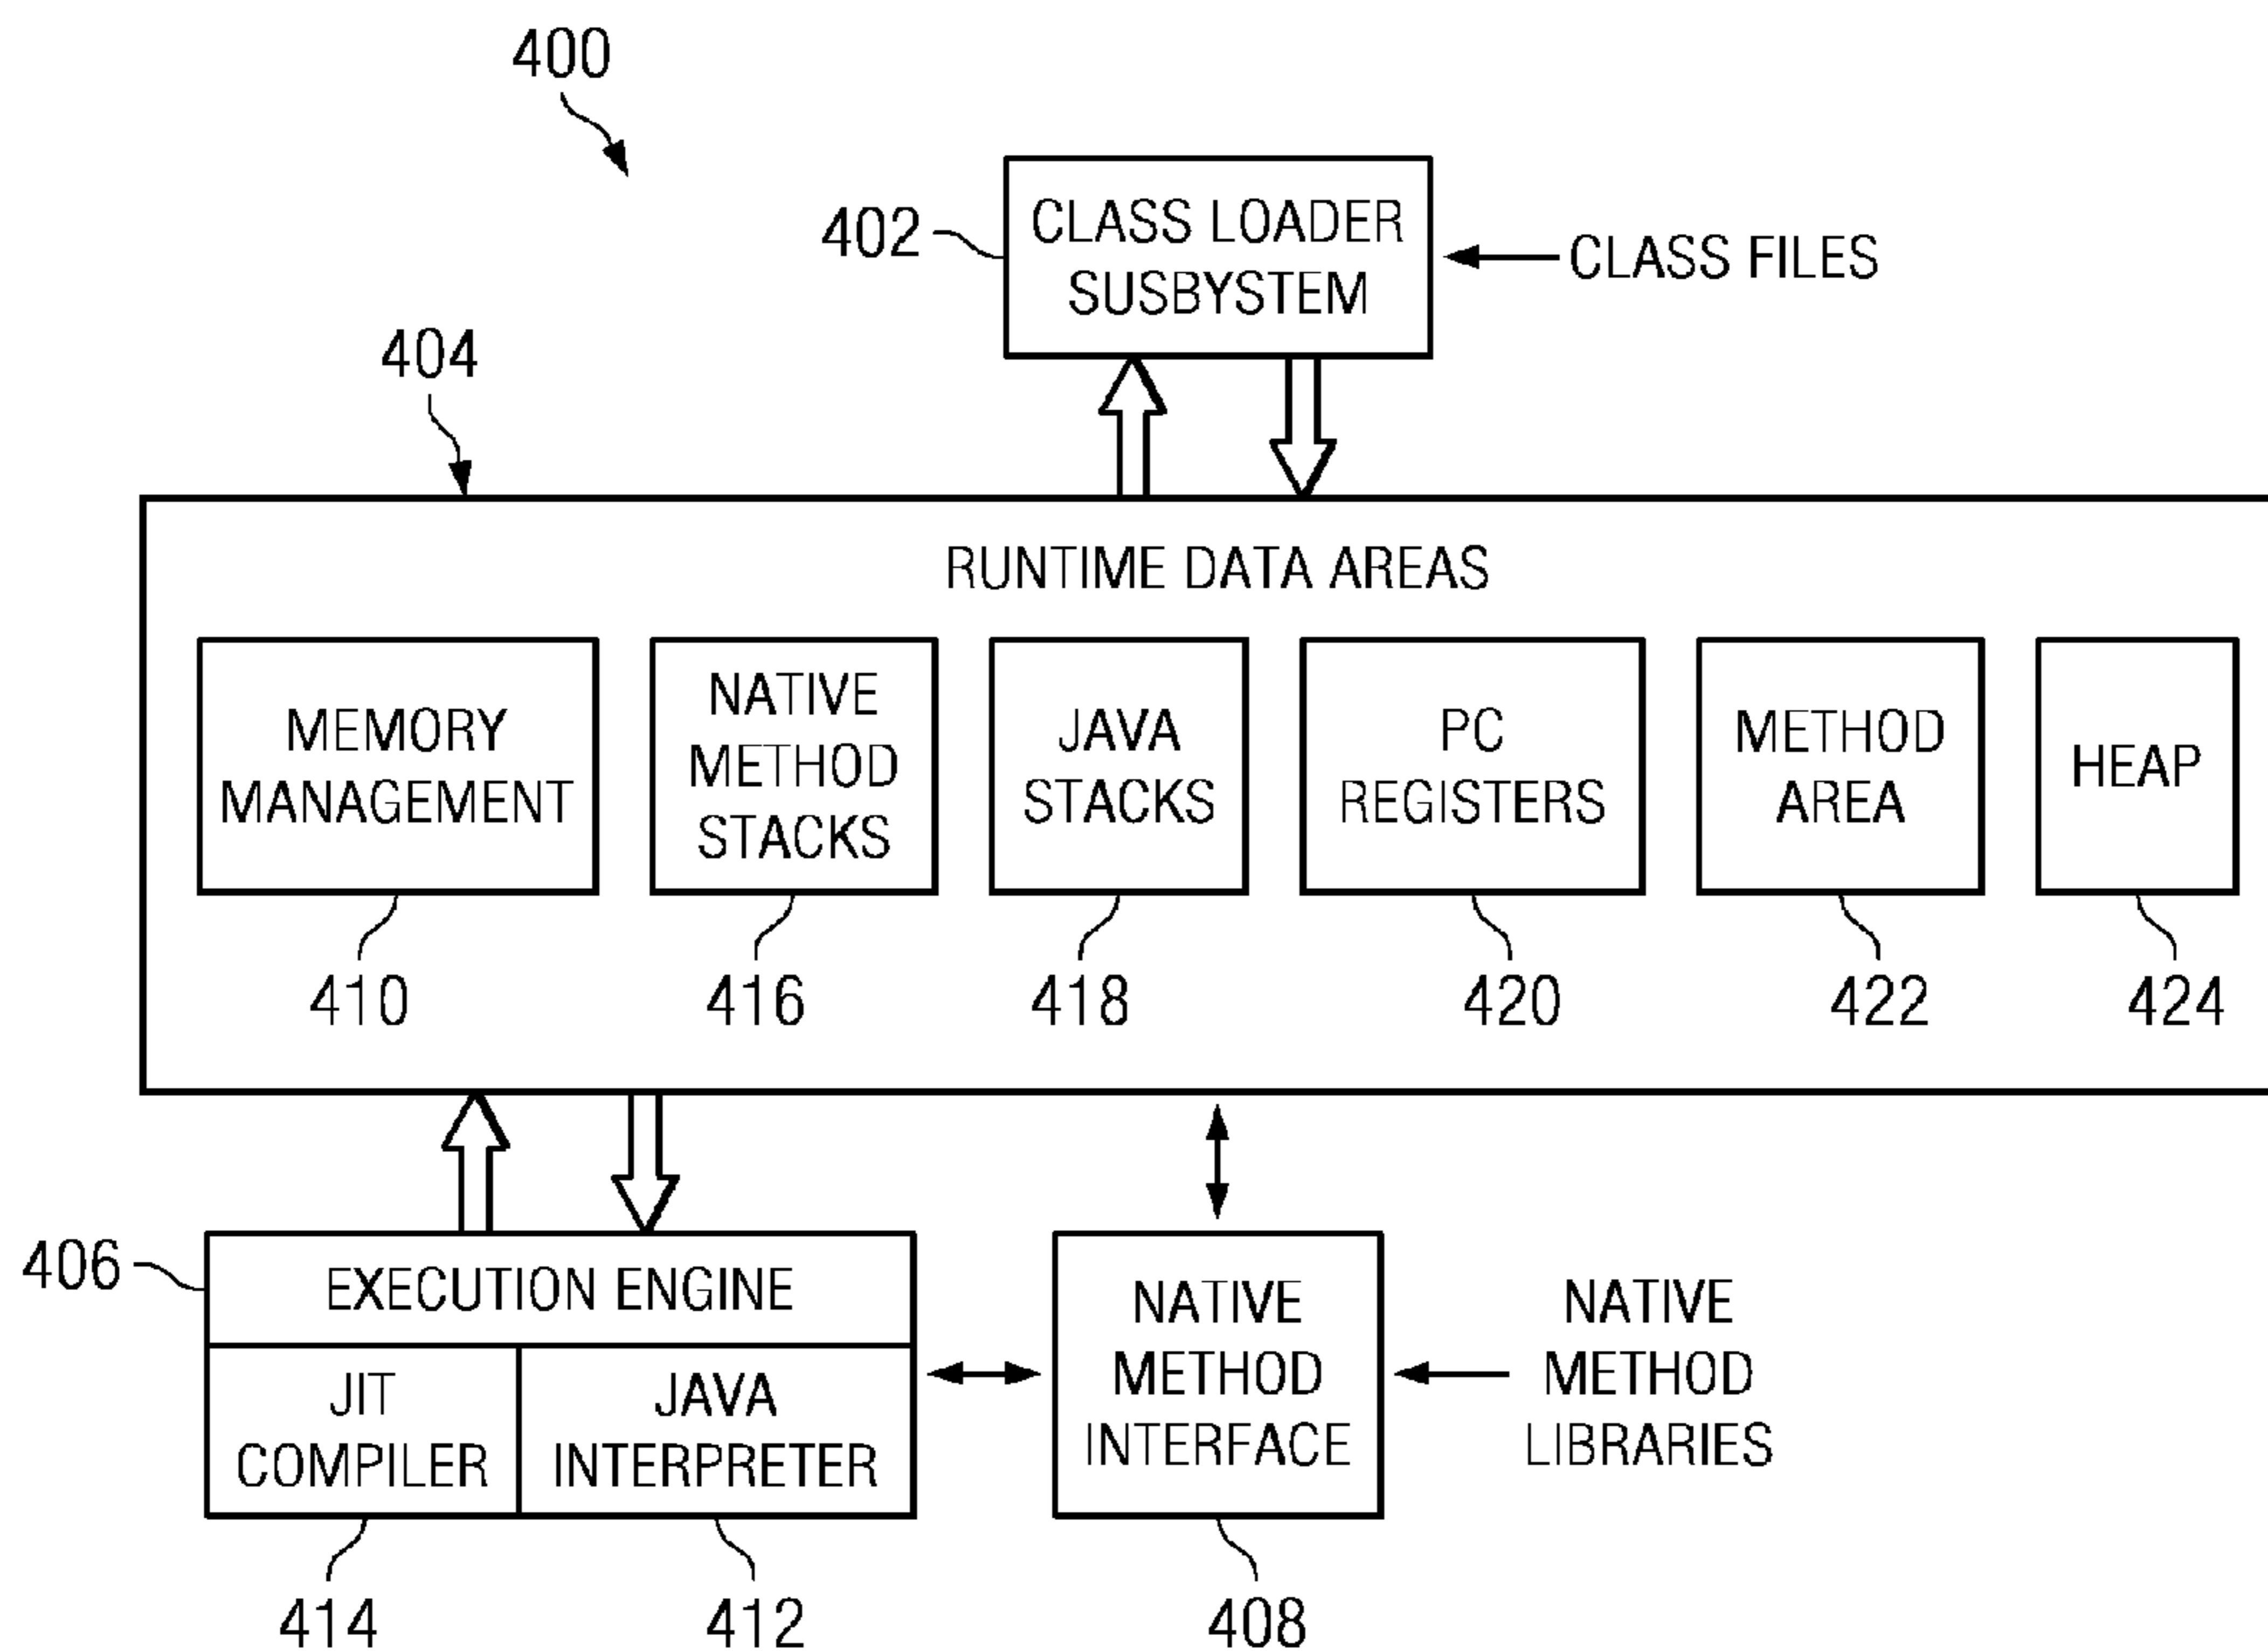 400
402
CLASS LOADER
SUSBYSTEM
CLASS FILES
404
RUNTIME DATA AREAS
MEMORY
MANAGEMENT
NATIVE
METHOD
STACKS
JAVA
STACKS
PC
REGISTERS
METHOD
AREA
HEAP
410
416
418
420
422
424
406
EXECUTION ENGINE
JIT
COMPILER
JAVA
INTERPRETER
NATIVE
METHOD
INTERFACE
NATIVE
METHOD
LIBRARIES
414
412
408